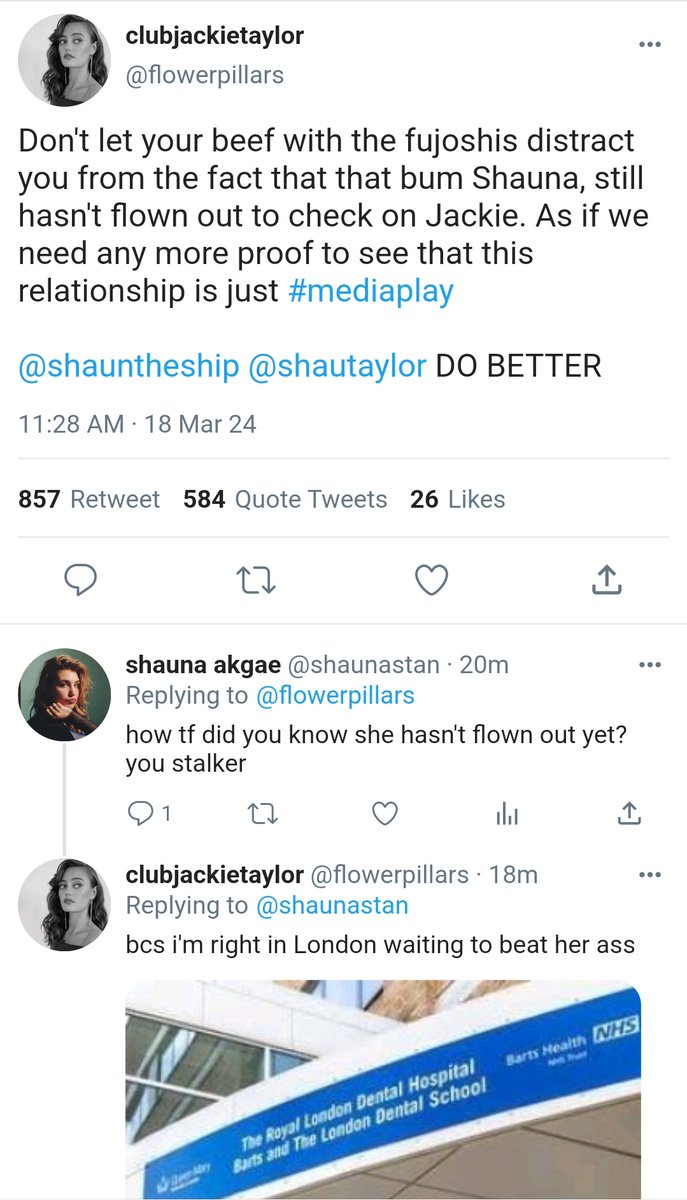 clubjackietaylor
@flowerpillars
Don't let your beef with the fujoshis distract
you from the fact that that bum Shauna, still
hasn't flown out to check on Jackie. As if we
need any more proof to see that this
relationship is just #mediaplay
@shauntheship @shautaylor DO BETTER
11:28 AM · 18 Mar 24
857 Retweet 584 Quote Tweets 26 Likes
shauna akgae @shaunastan · 20m
Replying to @flowerpillars
how tf did you know she hasn't flown out yet?
you stalker
1
clubjackietaylor @flowerpillars · 18m
Replying to @shaunastan
bcs i'm right in London waiting to beat her ass
The Royal London Dental Hospital
Barts and The London Dental School
Barts Health NHS
NHS Trust
Queen Mary